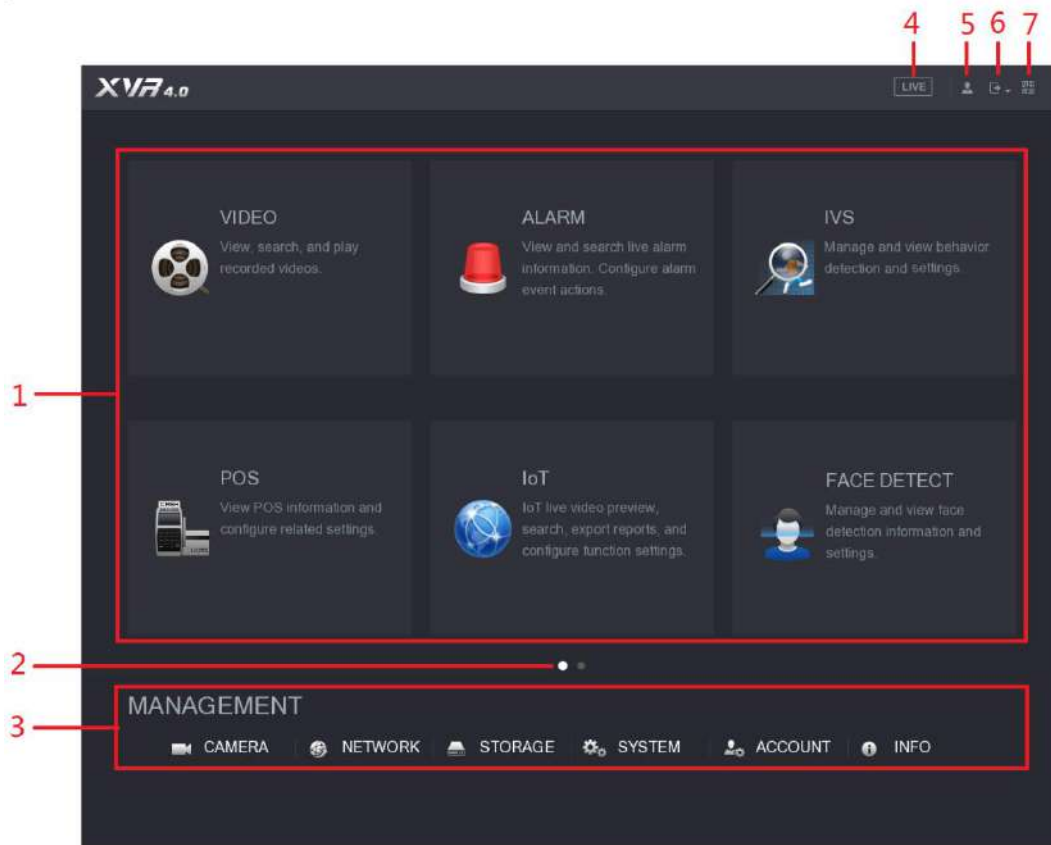 4 5 6 7
XVR 4.0
LIVE
1
VIDEO
View, search, and play
recorded videos.
ALARM
View and search live alarm
information. Configure alarm
event actions.
IVS
Manage and view behavior
detection and settings.
POS
View POS information and
configure related settings.
IoT
IoT live video preview,
search, export reports, and
configure function settings.
FACE DETECT
Manage and view face
detection information and
settings.
2
3
MANAGEMENT
CAMERA NETWORK STORAGE SYSTEM ACCOUNT INFO